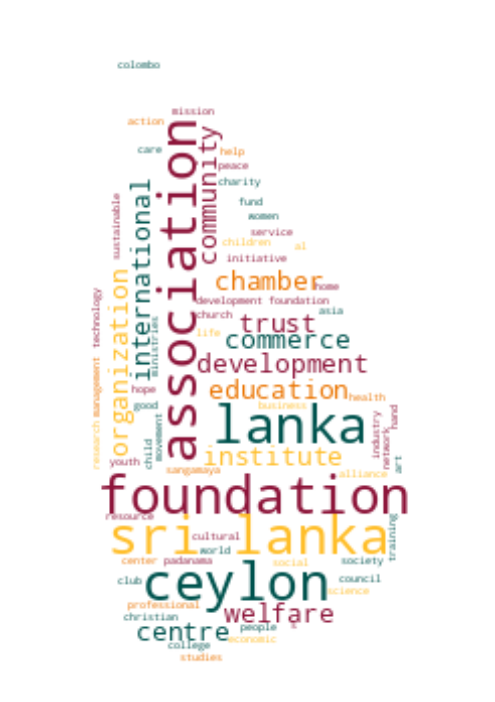 colombo
mission
action
association
community
care
help
peace
charity
international
sustainable
fund
women
service
children
al
initiative
organization
chamber
home
technology
development foundation
church
asia
trust
ministries
life
commerce
development
management
hope
education
health
good
business
lanka
movement
child
industry
hand
network
research
institute
youth
art
sangamaya
alliance
foundation
resource
sri lanka
training
cultural
world
center
padanama
social
society
ceylon
club
council
science
professional
welfare
christian
people
centre
economic
college
studies